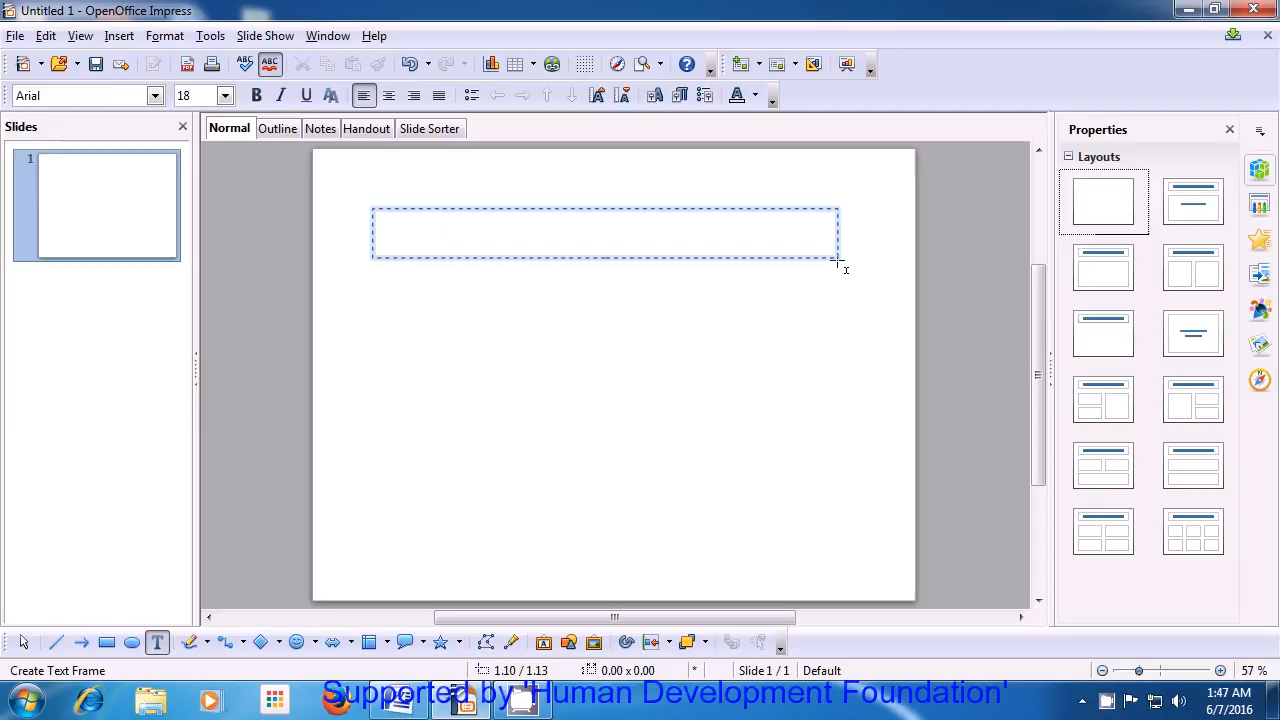 Untitled 1 - OpenOffice Impress
File Edit View Insert Format Tools Slide Show Window Help
Arial 18 B I U
Slides
Normal Outline Notes Handout Slide Sorter
Properties
Layouts
1
Create Text Frame 1.10 / 1.13 0.00 x 0.00 * Slide 1 / 1 Default 57 %
Supported by 'Human Development Foundation'
1:47 AM
6/7/2016